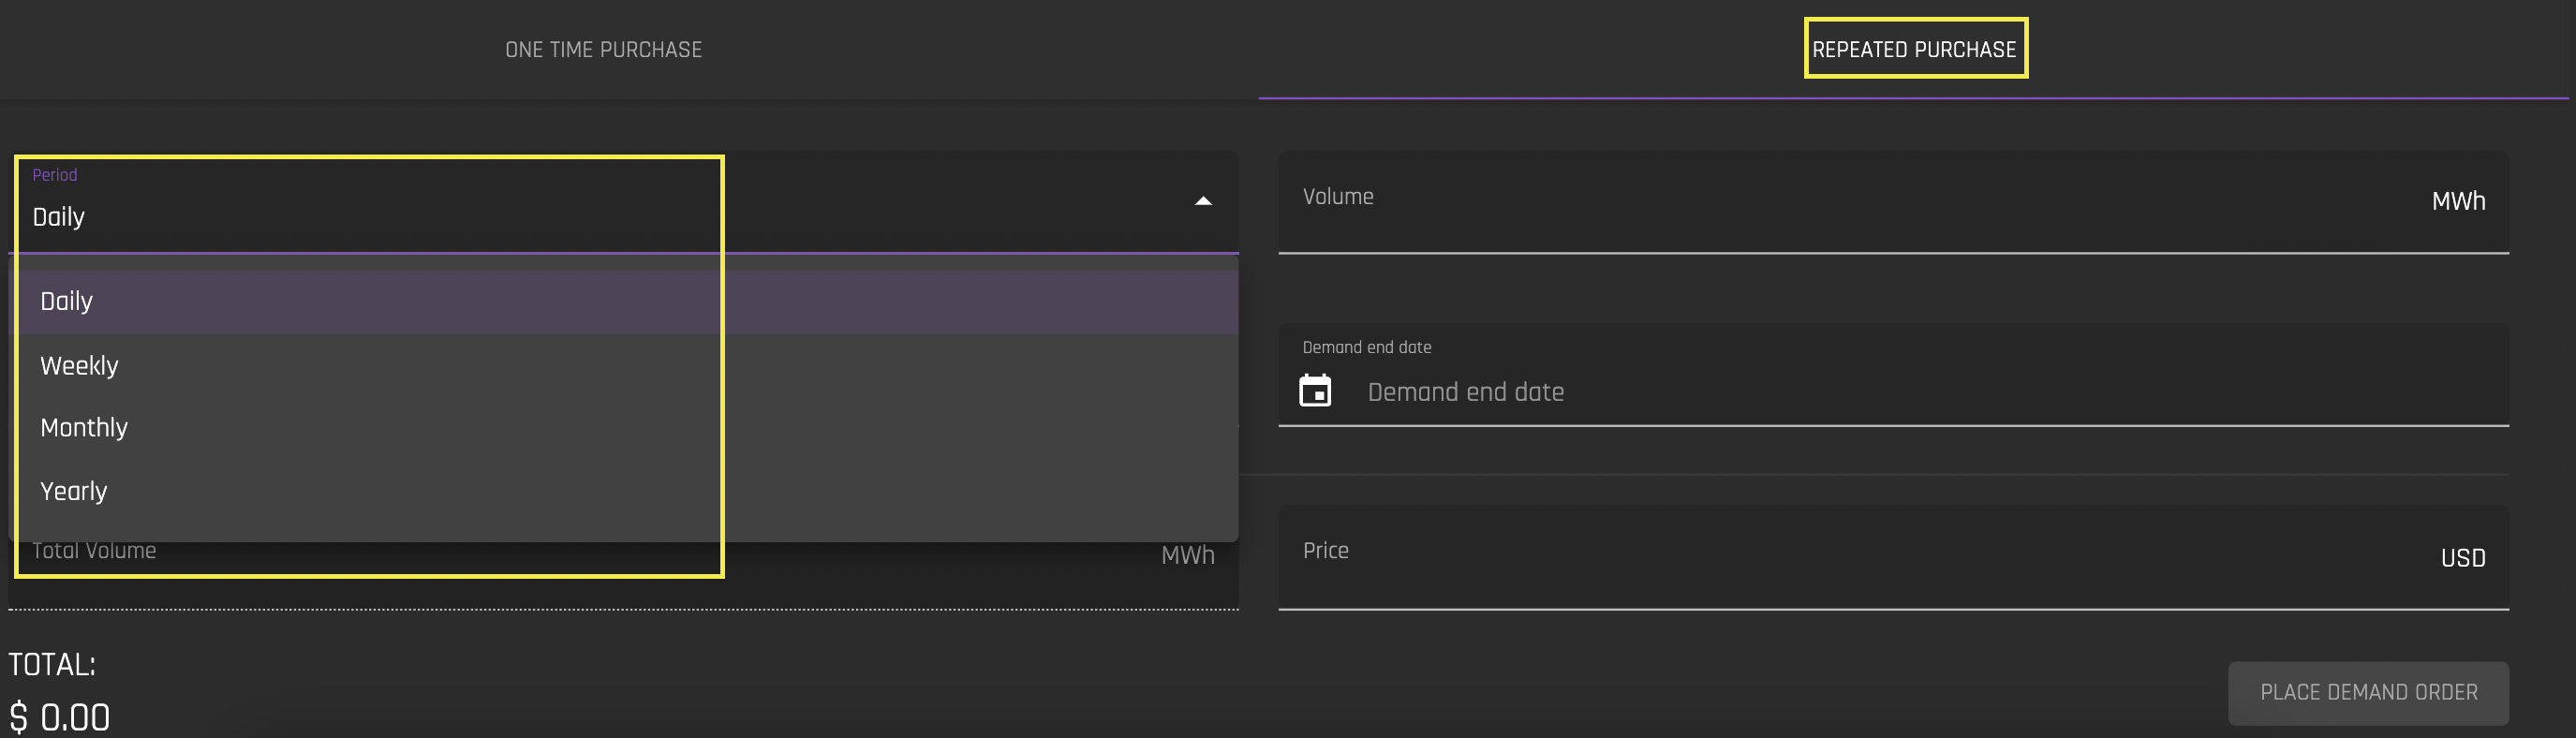 ONE TIME PURCHASE
REPEATED PURCHASE
Period
Daily
Volume
MWh
Daily
Weekly
Monthly
Yearly
Demand end date
Demand end date
Total Volume
MWh
Price
USD
TOTAL:
$ 0.00
PLACE DEMAND ORDER